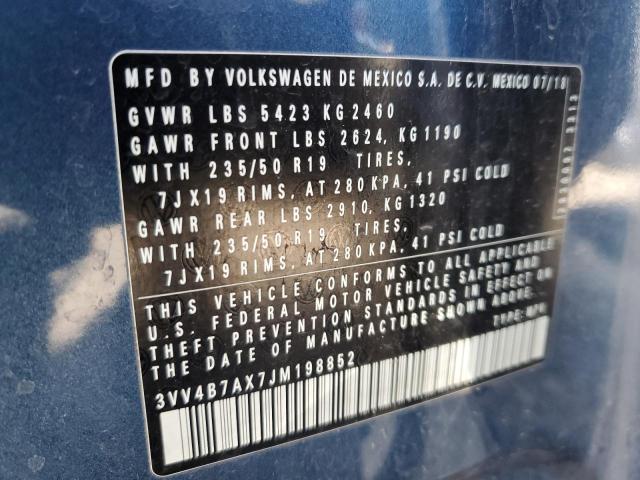 MFD BY VOLKSWAGEN DE MEXICO S.A. DE C.V. MEXICO 07/18
GVWR LBS 5423 KG 2460
GAWR FRONT LBS 2624, KG 1190
WITH 235/50 R19 TIRES,
7JX19 RIMS, AT 280 KPA, 41 PSI COLD
GAWR REAR LBS 2910, KG 1320
WITH 235/50 R19 TIRES,
7JX19 RIMS, AT 280 KPA, 41 PSI COLD
THIS VEHICLE CONFORMS TO ALL APPLICABLE
U.S. FEDERAL MOTOR VEHICLE SAFETY AND
THEFT PREVENTION STANDARDS IN EFFECT ON
THE DATE OF MANUFACTURE SHOWN ABOVE.
TYPE: MPV
3VV4B7AX7JM198852